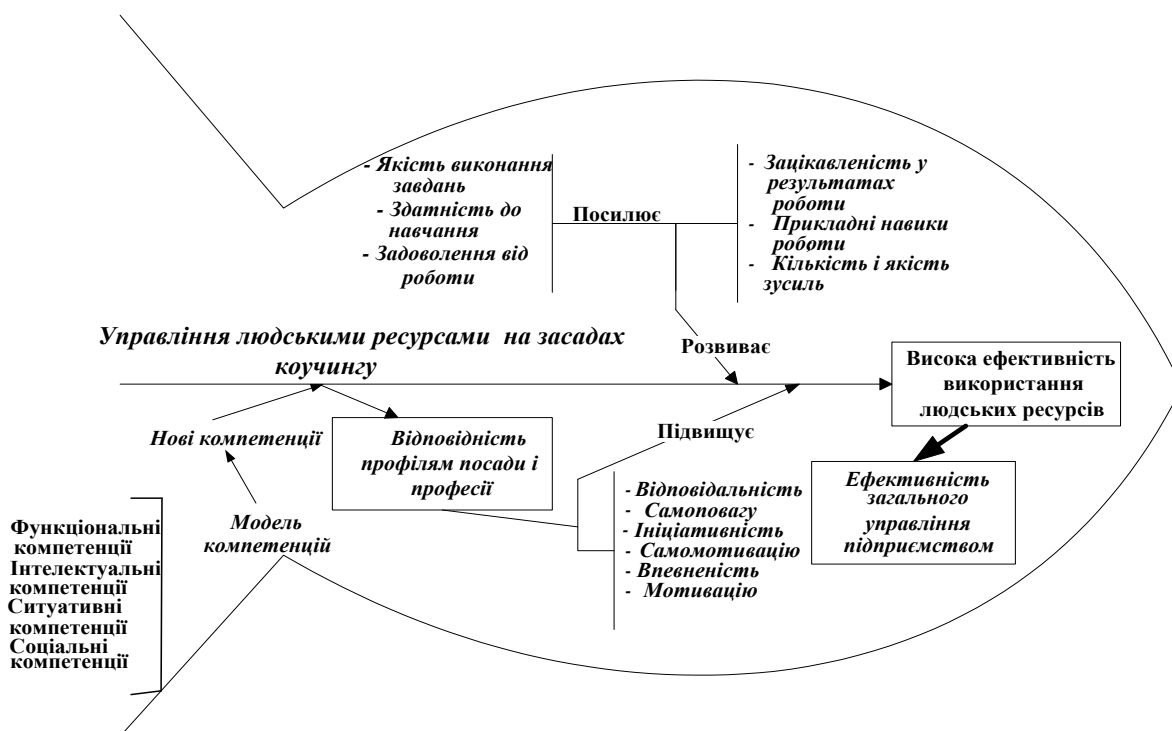 - Якість виконання
завдань
- Здатність до
навчання
- Задоволення від
роботи
Посилює
- Зацікавленість у
результатах
роботи
- Прикладні навики
роботи
- Кількість і якість
зусиль
Управління людськими ресурсами на засадах
коучингу
Розвиває
Висока ефективність
використання
людських ресурсів
Нові компетенції
Відповідність
профілям посади і
професії
Підвищує
Ефективність
загального
управління
підприємством
Модель
компетенцій
- Відповідальність
- Самоповагу
- Ініціативність
- Самомотивацію
- Впевненість
- Мотивацію
Функціональні
компетенції
Інтелектуальні
компетенції
Ситуативні
компетенції
Соціальні
компетенції